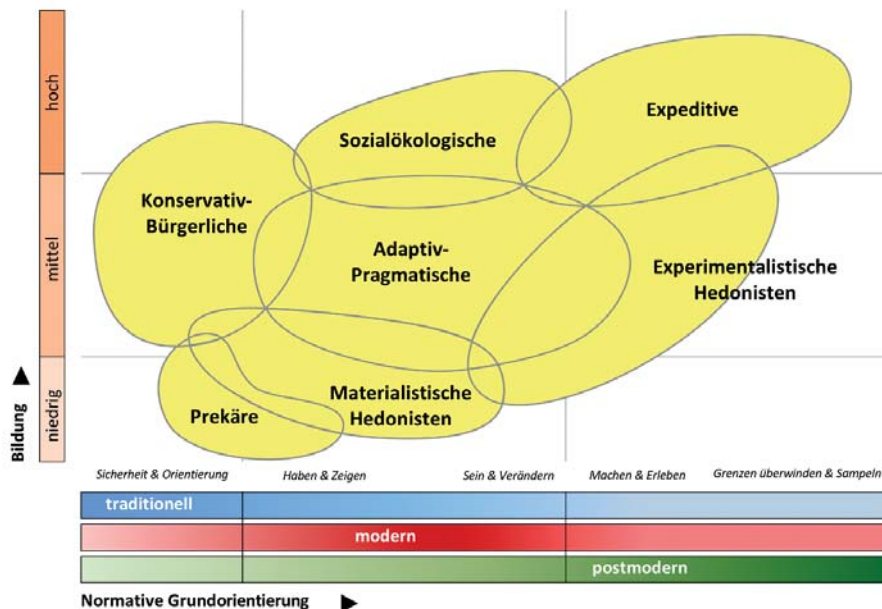 hoch
mittel
niedrig
Bildung ▶
Expeditive
Sozialökologische
Konservativ-
Bürgerliche
Adaptiv-
Pragmatische
Experimentalistische
Hedonisten
Materialistische
Hedonisten
Prekäre
Sicherheit & Orientierung
Haben & Zeigen
Sein & Verändern
Machen & Erleben
Grenzen überwinden & Sampeln
traditionell
modern
postmodern
Normative Grundorientierung ▶